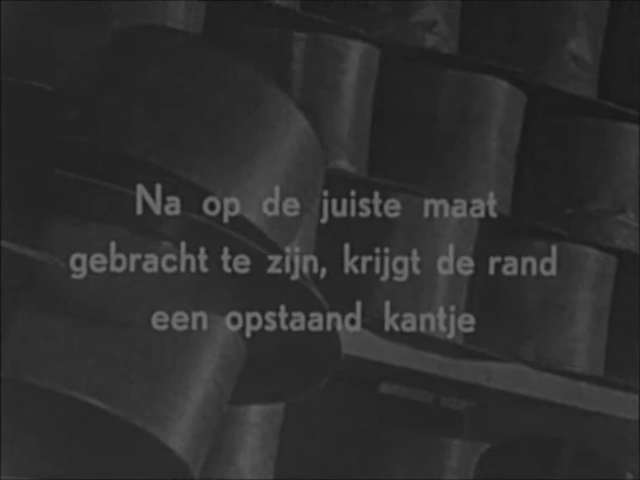 Na op de juiste maat
gebracht te zijn, krijgt de rand
een opstaand kantje